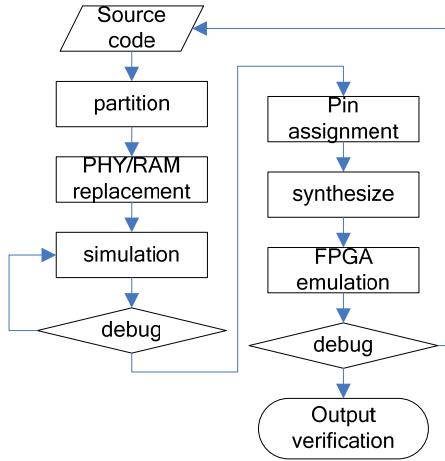 Source
code
partition
PHY/RAM
replacement
simulation
debug
Pin
assignment
synthesize
FPGA
emulation
debug
Output
verification